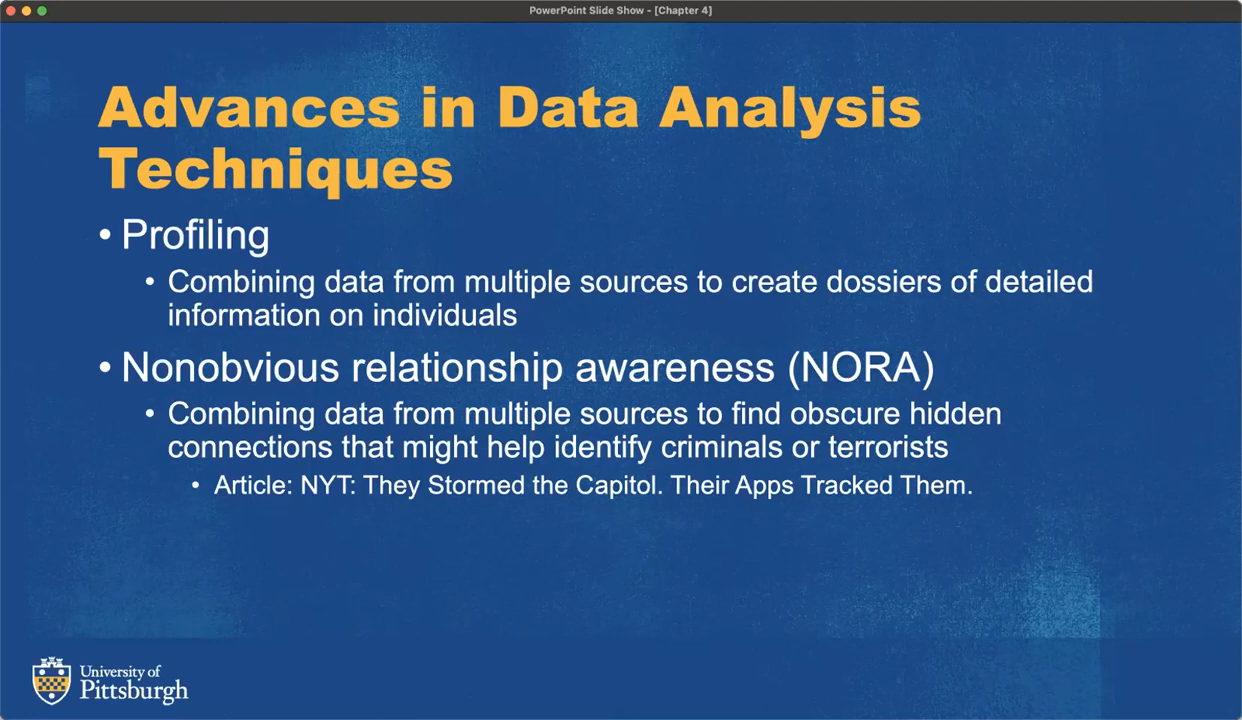 PowerPoint Slide Show - [Chapter 4]
Advances in Data Analysis
Techniques
• Profiling
• Combining data from multiple sources to create dossiers of detailed
information on individuals
• Nonobvious relationship awareness (NORA)
• Combining data from multiple sources to find obscure hidden
connections that might help identify criminals or terrorists
• Article: NYT: They Stormed the Capitol. Their Apps Tracked Them.
University of
Pittsburgh